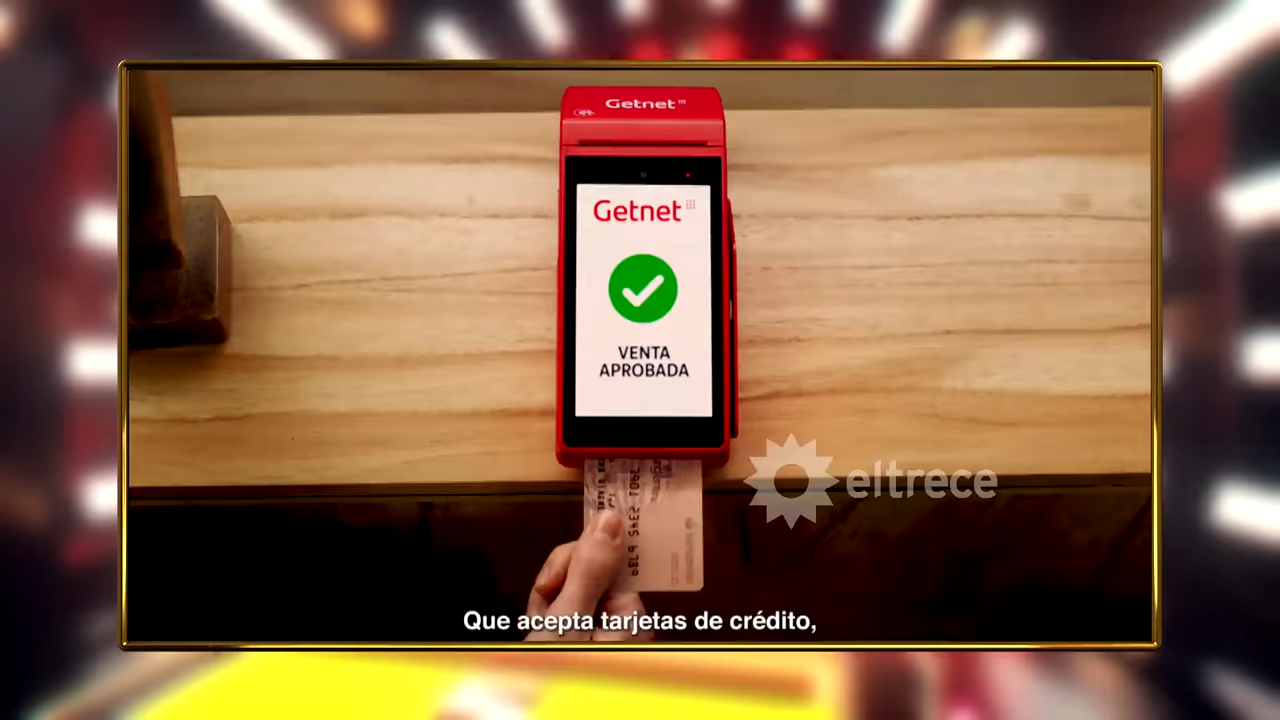 Getnet
Getnet
VENTA
APROBADA
eltrece
Que acepta tarjetas de crédito,